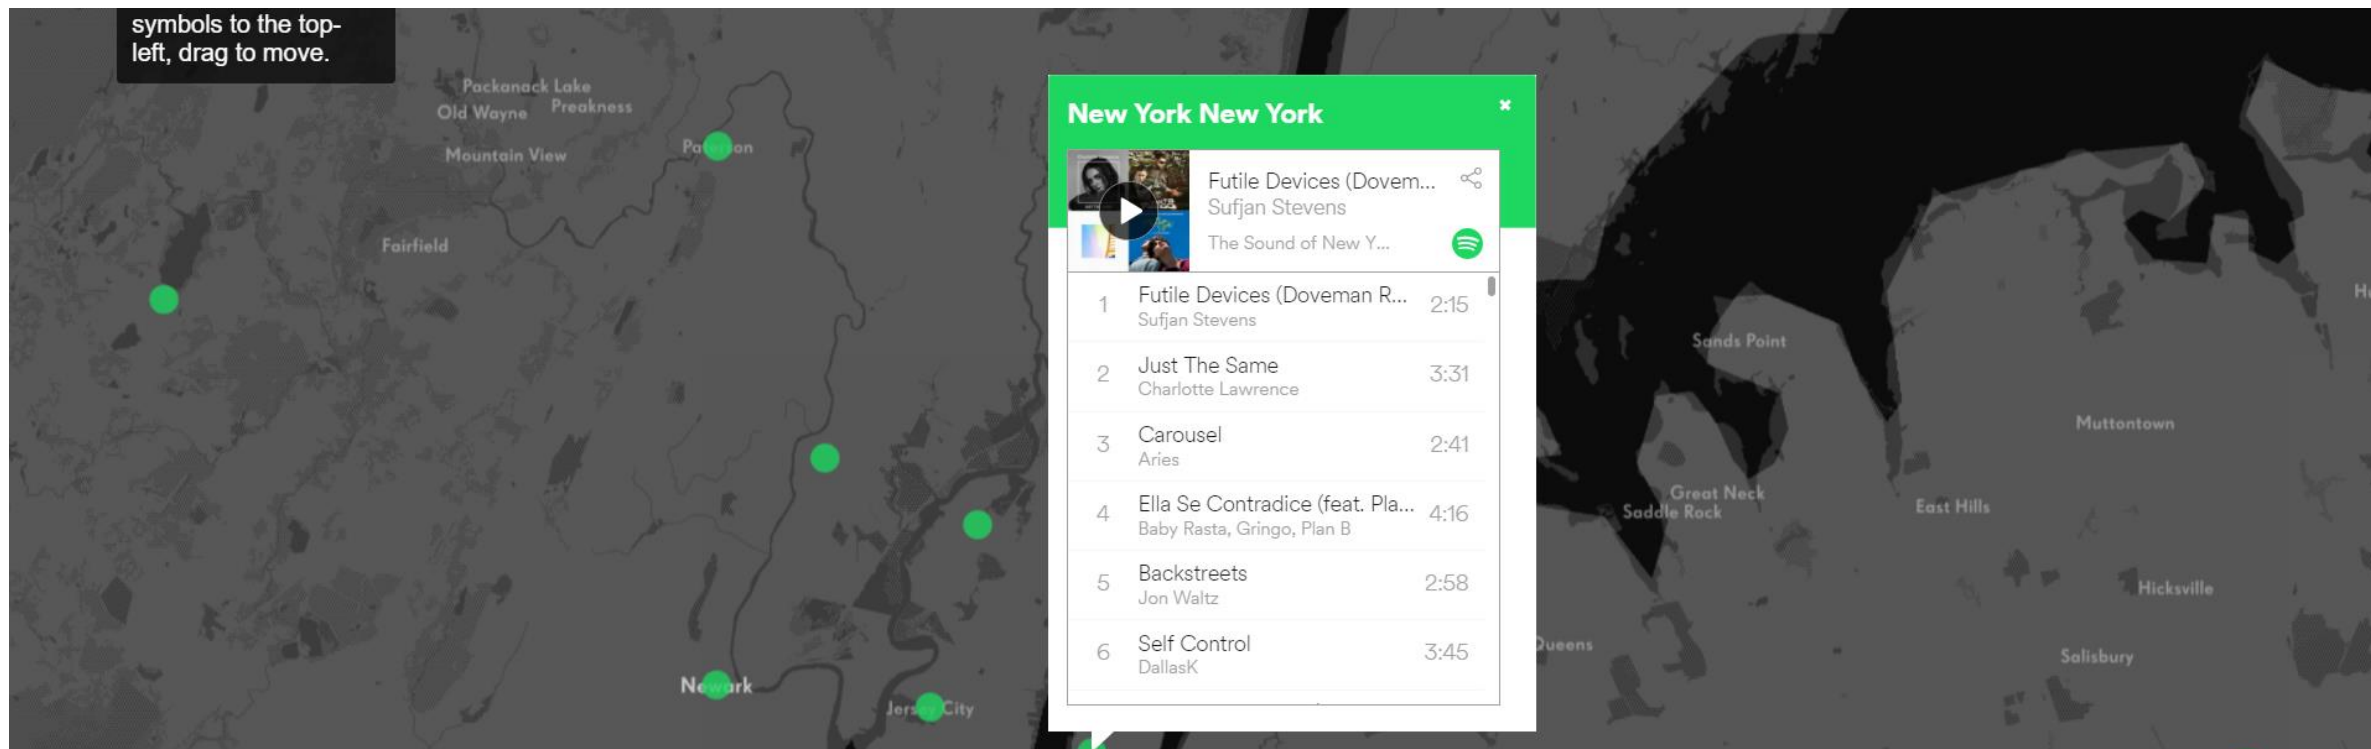 symbols to the top-
left, drag to move.
Packanack Lake
Old Wayne
Preakness
Mountain View
Fairfield
Newark
City
New York New York
Futile Devices (Dovem...
Sufjan Stevens
The Sound of New Y...
1 Futile Devices (Doveman R... 2:15
Sufjan Stevens
2 Just The Same 3:31
Charlotte Lawrence
3 Carousel 2:41
Aries
4 Ella Se Contradice (feat. Pla... 4:16
Baby Rasta, Gringo, Plan B
5 Backstreets 2:58
Jon Waltz
6 Self Control 3:45
DallasK
Sands Point
Muttontown
Great Neck
Saddle Rock
East Hills
Hicksville
Queens
Salisbury